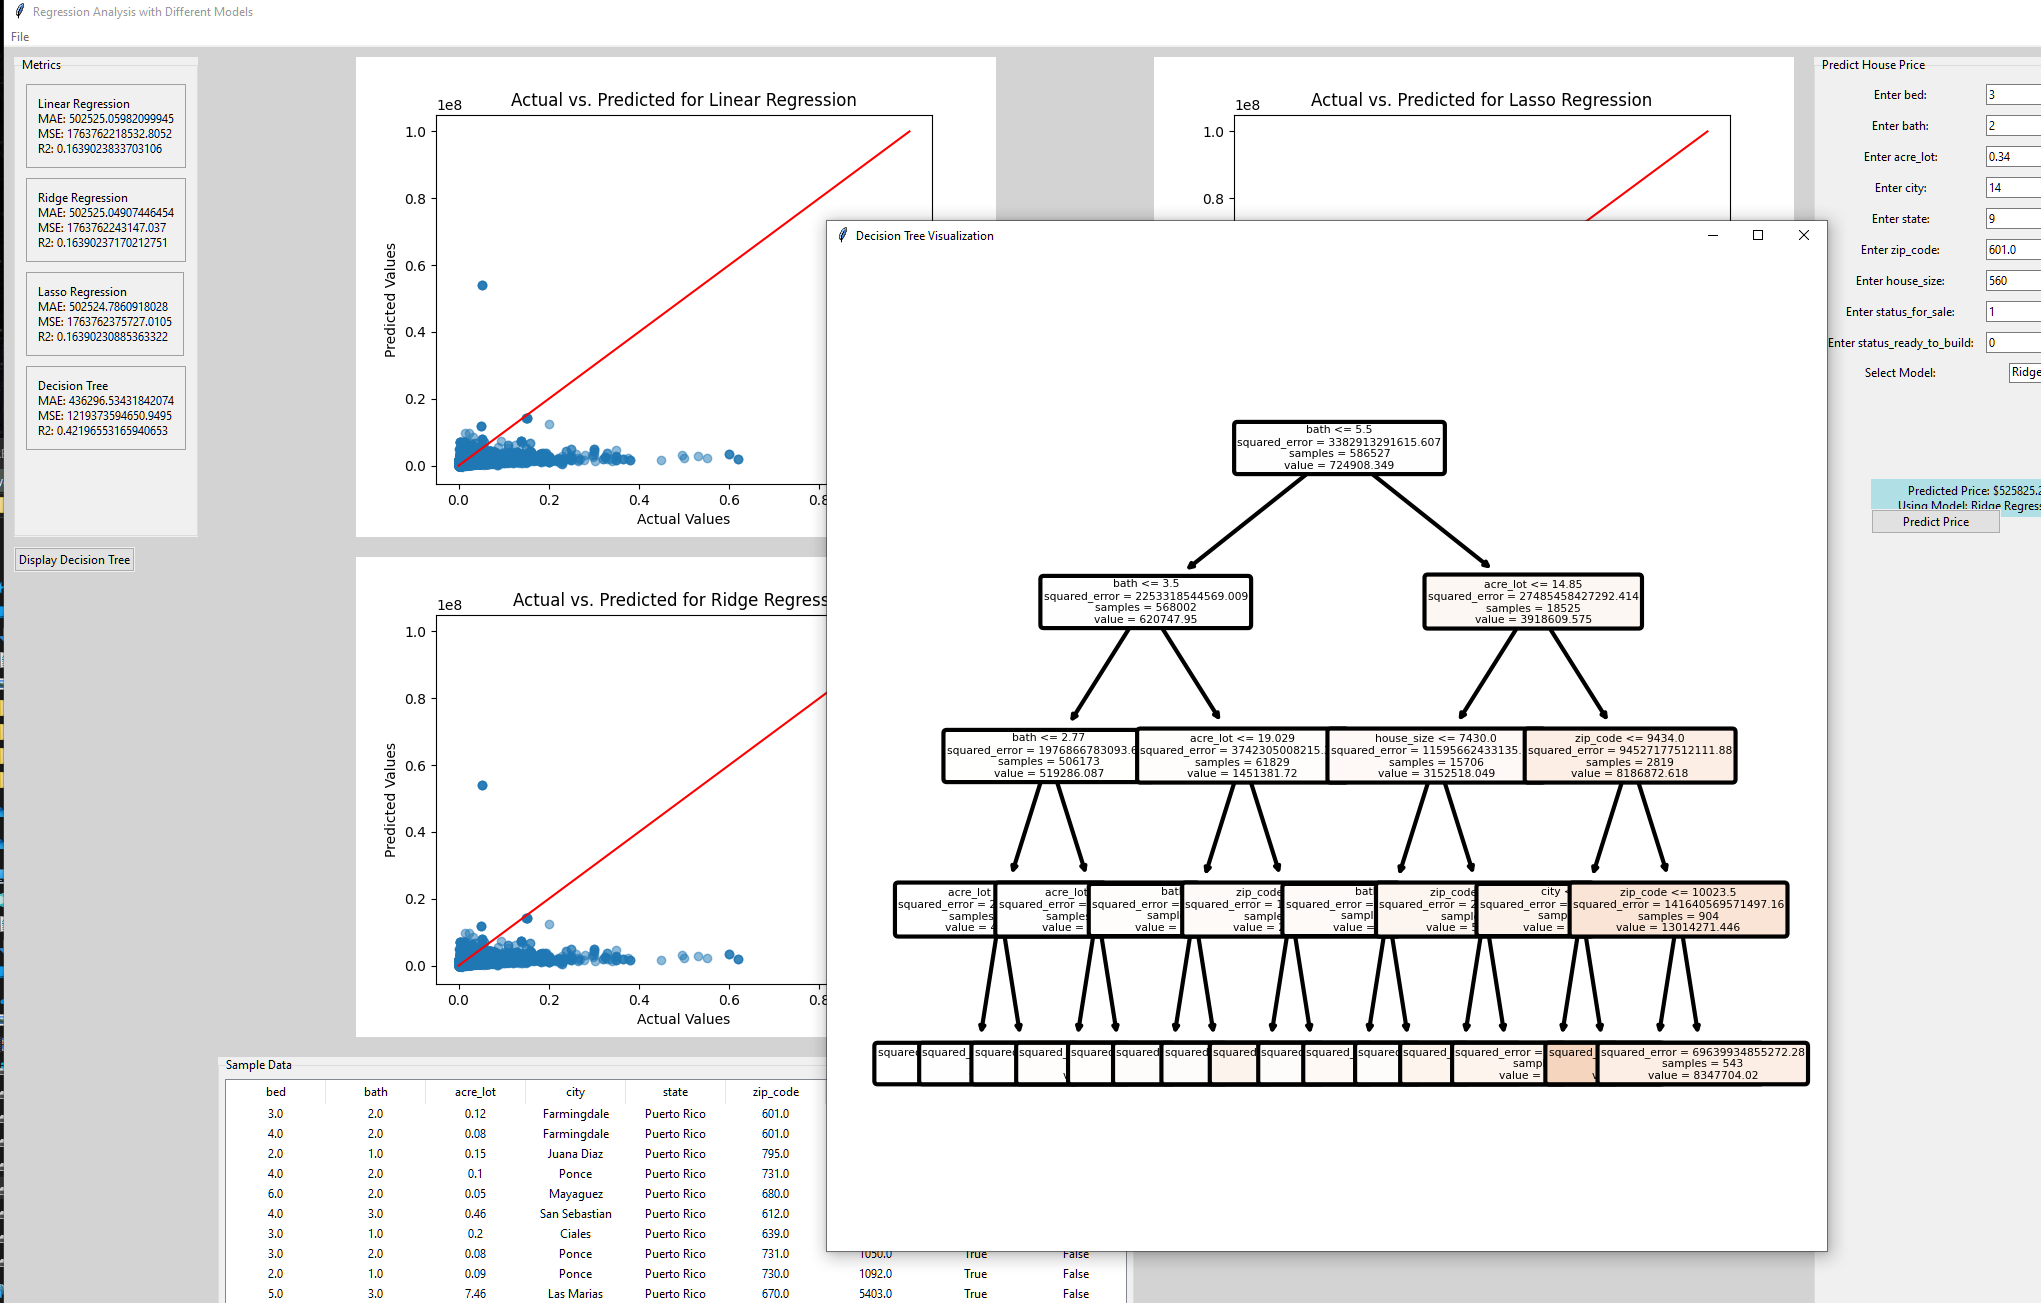 Regression Analysis with Different Models
File
Metrics
Linear Regression
MAE: 502525.05982099945
MSE: 1763762218532.8052
R2: 0.1639023833703106
Ridge Regression
MAE: 502525.04907446454
MSE: 1763762243147.037
R2: 0.16390237170212751
Lasso Regression
MAE: 502524.7860918028
MSE: 1763762375727.0105
R2: 0.16390230885363322
Decision Tree
MAE: 436296.53431842074
MSE: 1219373594650.9495
R2: 0.42196553165940653
Display Decision Tree
Actual vs. Predicted for Linear Regression
1e8
1.0
0.8
0.6
0.4
0.2
0.0
Predicted Values
0.0 0.2 0.4 0.6 0.8
Actual Values
Actual vs. Predicted for Lasso Regression
1e8
1.0
0.8
Actual vs. Predicted for Ridge Regress
1e8
1.0
0.8
0.6
0.4
0.2
0.0
Predicted Values
0.0 0.2 0.4 0.6 0.8
Actual Values
Predict House Price
Enter bed: 3
Enter bath: 2
Enter acre_lot: 0.34
Enter city: 14
Enter state: 9
Enter zip_code: 601.0
Enter house_size: 560
Enter status_for_sale: 1
Enter status_ready_to_build: 0
Select Model: Ridge
Predicted Price: $525825.
Using Model: Ridge Regress
Predict Price
Decision Tree Visualization
bath <= 5.5
squared_error = 3382913291615.607
samples = 586527
value = 724908.349
bath <= 3.5
squared_error = 2253318544569.009
samples = 568002
value = 620747.95
acre_lot <= 14.85
squared_error = 27485458427292.414
samples = 18525
value = 3918609.575
bath <= 2.77
squared_error = 1976866783093.6
samples = 506173
value = 519286.087
acre_lot <= 19.029
squared_error = 3742305008215.
samples = 61829
value = 1451381.72
house_size <= 7430.0
squared_error = 11595662433135.
samples = 15706
value = 3152518.049
zip_code <= 9434.0
squared_error = 94527177512111.88
samples = 2819
value = 8186872.618
acre_lot acre_lot bat zip_code bat zip_code city zip_code <= 10023.5
squared_error = 2 squared_error = squared_error = squared_error = 1 squared_error = squared_error = 2 squared_error = squared_error = 141640569571497.16
samples samples sampl sample sampl sampl samp samples = 904
value = value = value = value = value = value = value = value = 13014271.446
squared squared_ squared squared_ squared squared squared squared_ squared squared_ squared squared_ squared_error = squared_ squared_error = 69639934855272.28
samp samples = 543
value = value = 8347704.02
Sample Data
bed bath acre_lot city state zip_code
3.0 2.0 0.12 Farmingdale Puerto Rico 601.0
4.0 2.0 0.08 Farmingdale Puerto Rico 601.0
2.0 1.0 0.15 Juana Diaz Puerto Rico 795.0
4.0 2.0 0.1 Ponce Puerto Rico 731.0
6.0 2.0 0.05 Mayaguez Puerto Rico 680.0
4.0 3.0 0.46 San Sebastian Puerto Rico 612.0
3.0 1.0 0.2 Ciales Puerto Rico 639.0
3.0 2.0 0.08 Ponce Puerto Rico 731.0 1050.0 True False
2.0 1.0 0.09 Ponce Puerto Rico 730.0 1092.0 True False
5.0 3.0 7.46 Las Marias Puerto Rico 670.0 5403.0 True False